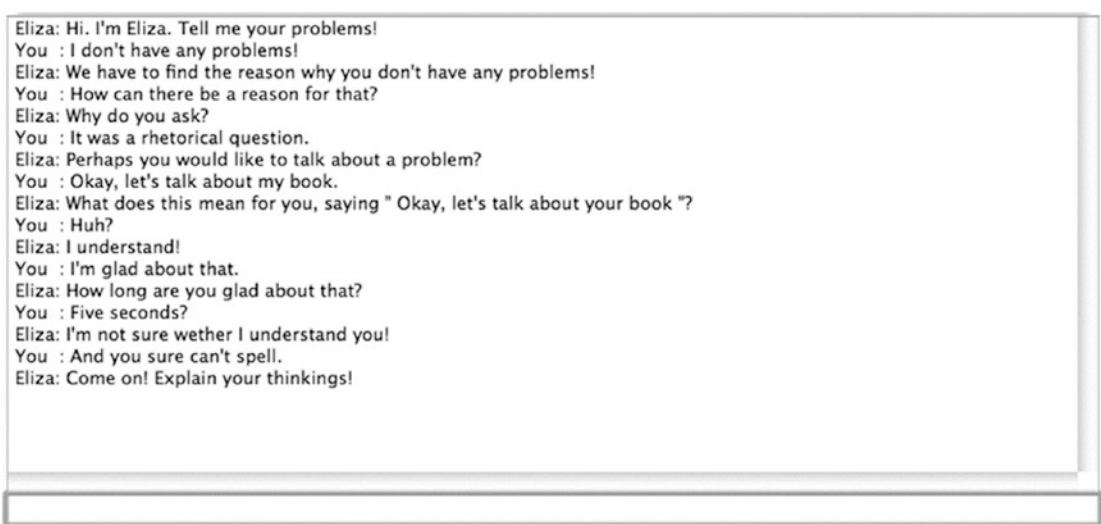 Eliza: Hi. I'm Eliza. Tell me your problems!
You : I don't have any problems!
Eliza: We have to find the reason why you don't have any problems!
You : How can there be a reason for that?
Eliza: Why do you ask?
You : It was a rhetorical question.
Eliza: Perhaps you would like to talk about a problem?
You : Okay, let's talk about my book.
Eliza: What does this mean for you, saying " Okay, let's talk about your book "?
You : Huh?
Eliza: I understand!
You : I'm glad about that.
Eliza: How long are you glad about that?
You : Five seconds?
Eliza: I'm not sure wether I understand you!
You : And you sure can't spell.
Eliza: Come on! Explain your thinkings!